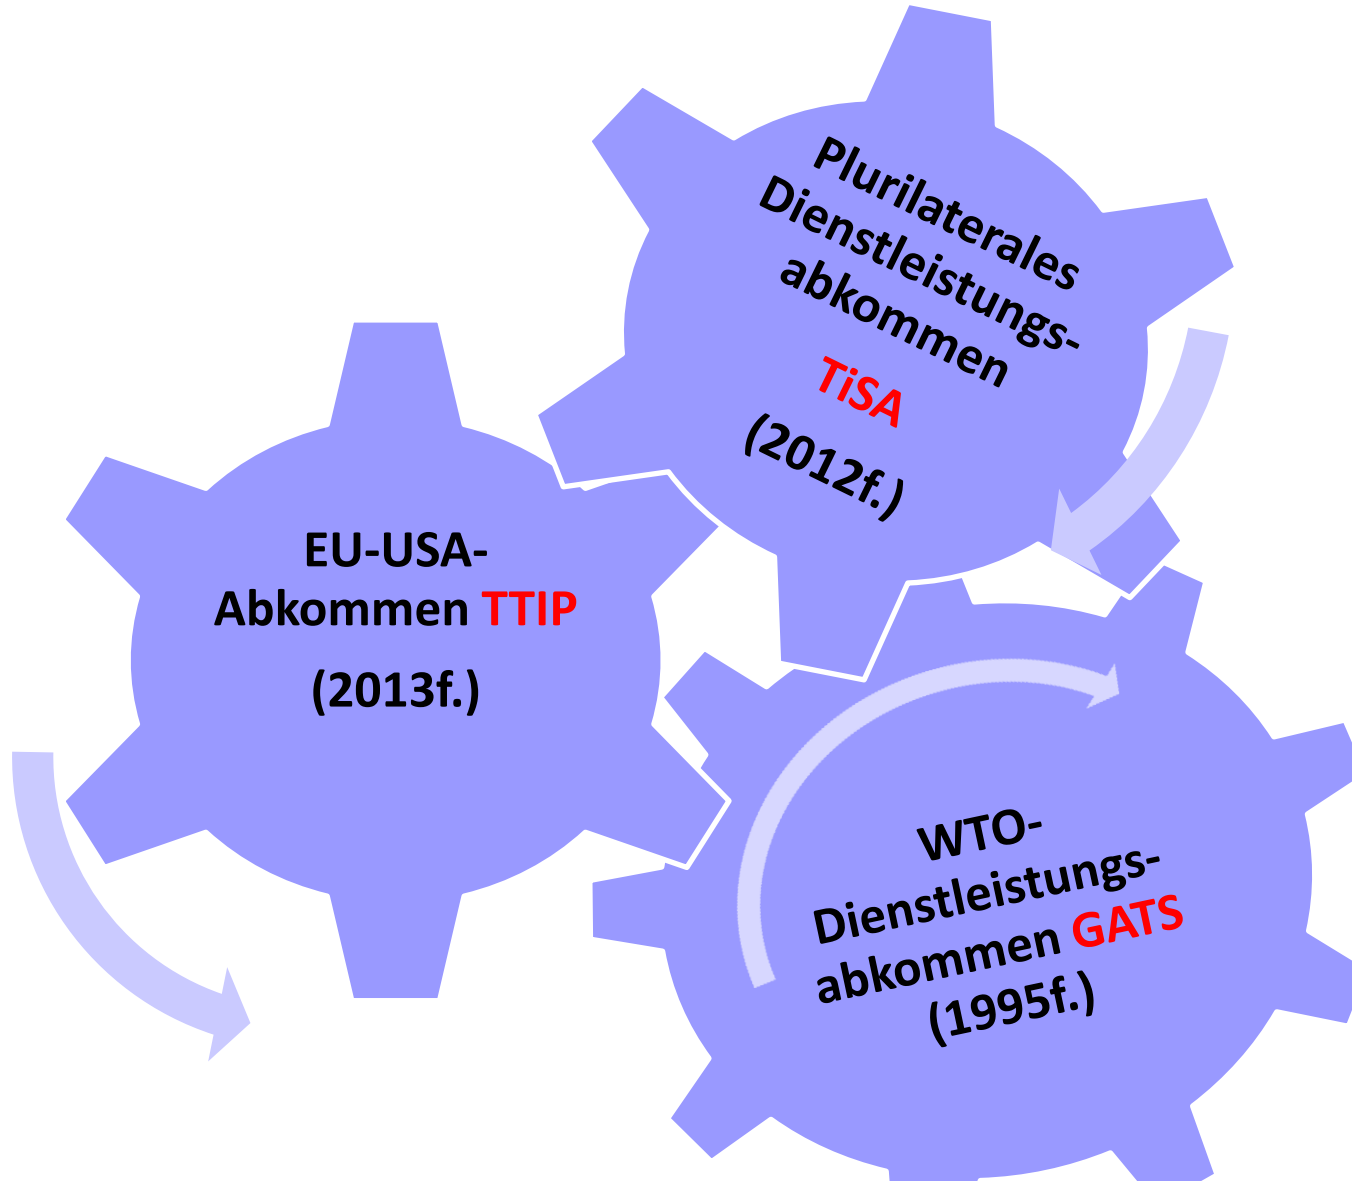 Plurilaterales
Dienstleistungs-
abkommen
TiSA
(2012f.)
EU-USA-
Abkommen TTIP
(2013f.)
WTO-
Dienstleistungs-
abkommen GATS
(1995f.)